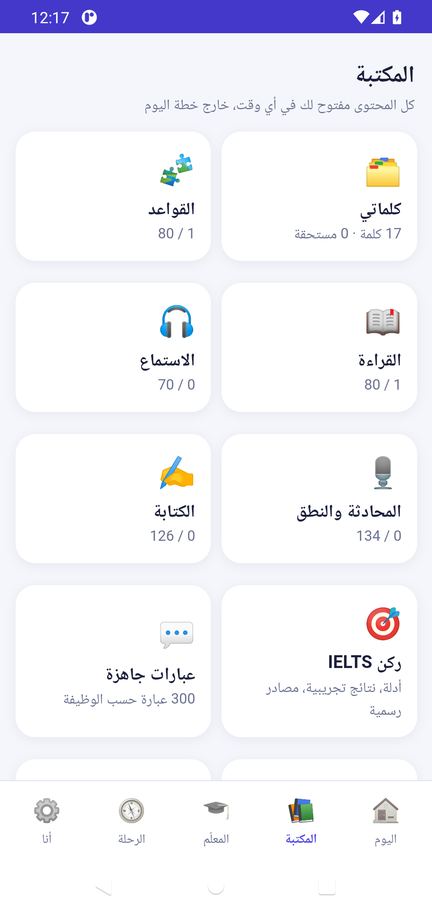 12:17
المكتبة
كل المحتوى مفتوح لك في أي وقت، خارج خطة اليوم
كلماتي
17 كلمة · 0 مستحقة
القواعد
1 / 80
القراءة
1 / 80
الاستماع
0 / 70
المحادثة والنطق
0 / 134
الكتابة
0 / 126
ركن IELTS
أدلة، نتائج تجريبية، مصادر
رسمية
عبارات جاهزة
300 عبارة حسب الوظيفة
اليوم
المكتبة
المعلّم
الرحلة
أنا